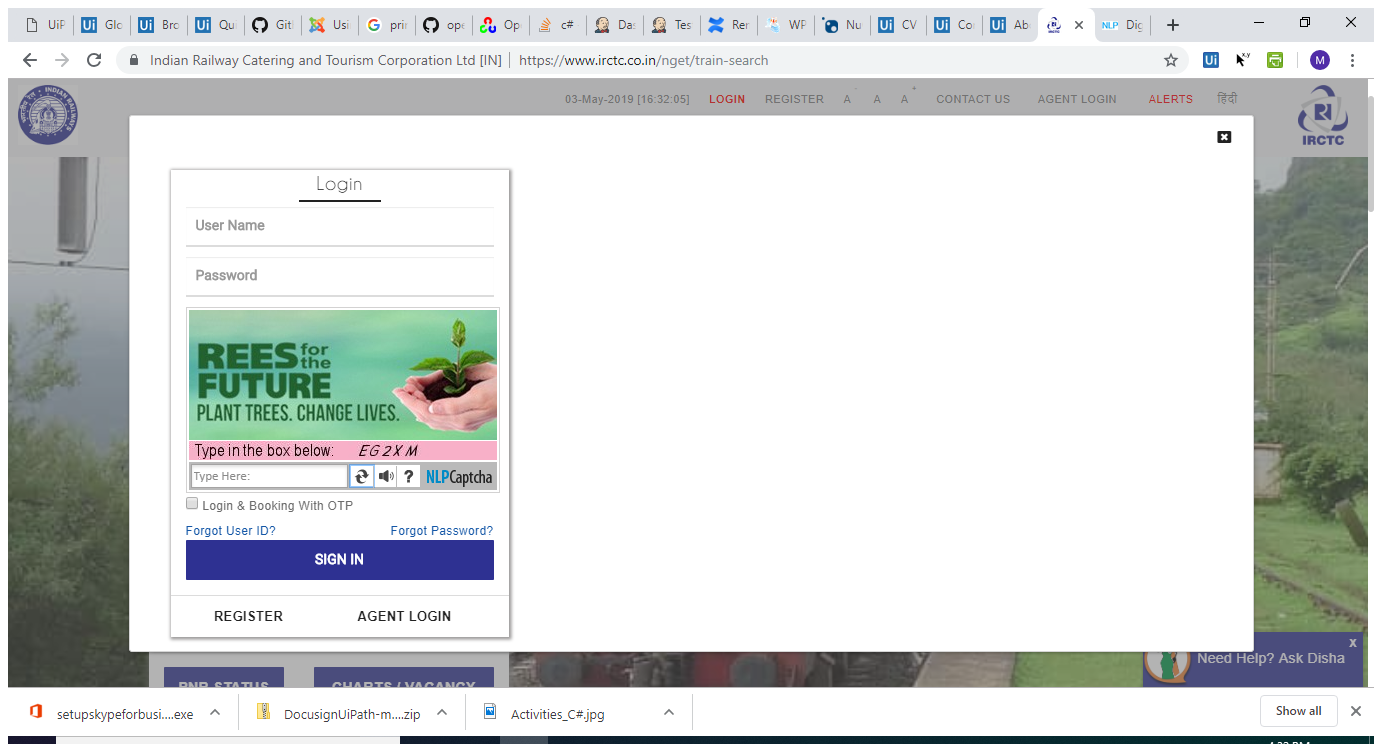 UiP
Glo
Bro
Qu
Git
Usi
prin
ope
Op
c#
Das
Tes
Rer
WP
Nu
CV
Co
Ab
NLP Dig
Indian Railway Catering and Tourism Corporation Ltd [IN] | https://www.irctc.co.in/nget/train-search
Ui
x,y
M
03-May-2019 [16:32:05] LOGIN REGISTER A- A A+ CONTACT US AGENT LOGIN ALERTS हिंदी
INDIAN RAILWAYS
IRCTC
Login
User Name
Password
REES for the
FUTURE
PLANT TREES. CHANGE LIVES.
Type in the box below: EG2XM
Type Here: ? NLPCaptcha
Login & Booking With OTP
Forgot User ID? Forgot Password?
SIGN IN
REGISTER AGENT LOGIN
x
Need Help? Ask Disha
PNR STATUS CHARTS / VACANCY
setupskypeforbusi....exe DocusignUiPath-m....zip Activities_C#.jpg Show all